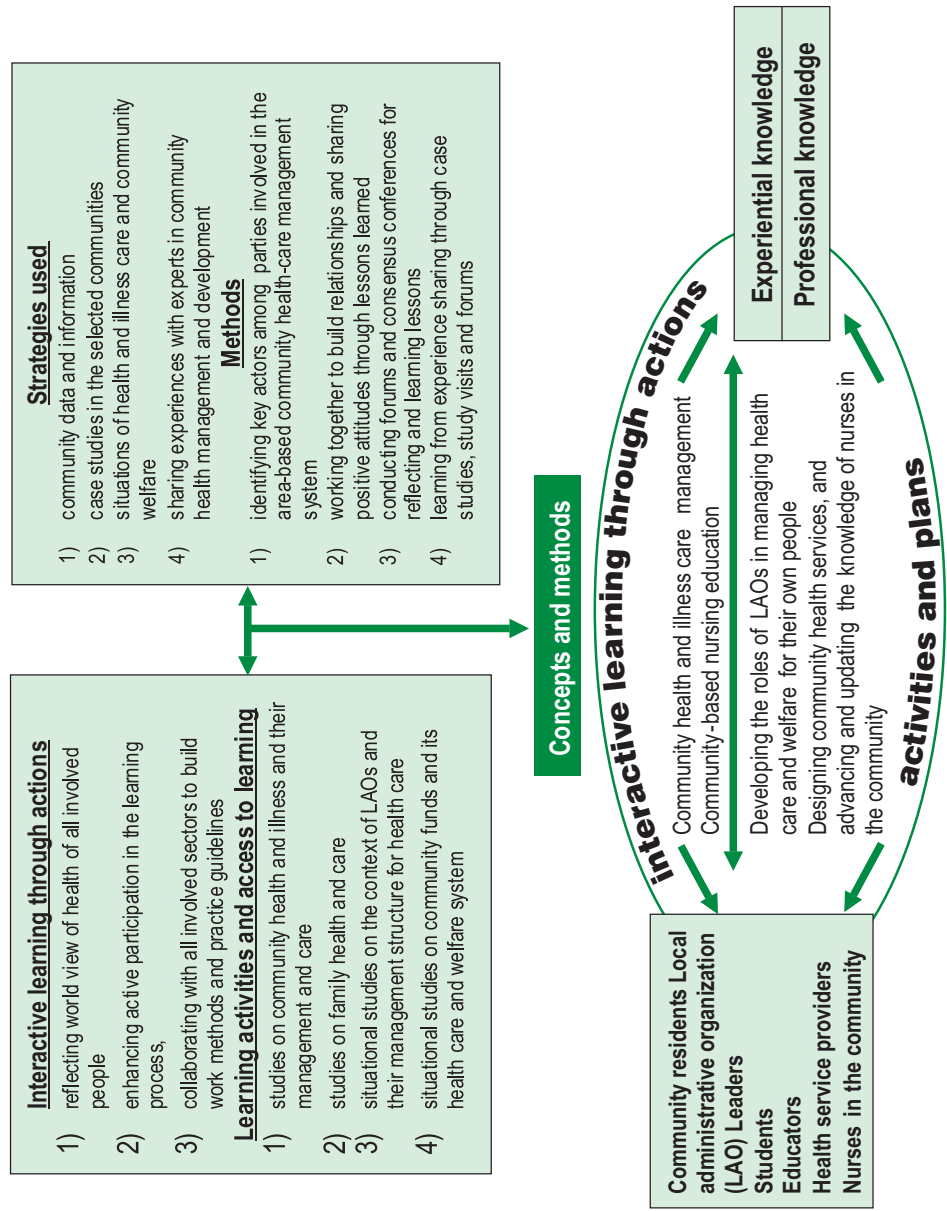 Interactive learning through actions
1) reflecting world view of health of all involved
people
2) enhancing active participation in the learning
process,
3) collaborating with all involved sectors to build
work methods and practice guidelines
Learning activities and access to learning
1) studies on community health and illness and their
management and care
2) studies on family health and care
3) situational studies on the context of LAOs and
their management structure for health care
4) situational studies on community funds and its
health care and welfare system
Strategies used
1) community data and information
2) case studies in the selected communities
3) situations of health and illness care and community
welfare
4) sharing experiences with experts in community
health management and development
Methods
1) identifying key actors among parties involved in the
area-based community health-care management
system
2) working together to build relationships and sharing
positive attitudes through lessons learned
3) conducting forums and consensus conferences for
reflecting and learning lessons
4) learning from experience sharing through case
studies, study visits and forums
Concepts and methods
interactive learning through actions
Community residents Local
administrative organization
(LAO) Leaders
Students
Educators
Health service providers
Nurses in the community
Community health and illness care management
Community-based nursing education
Developing the roles of LAOs in managing health
care and welfare for their own people
Designing community health services, and
advancing and updating the knowledge of nurses in
the community
Experiential knowledge
Professional knowledge
activities and plans